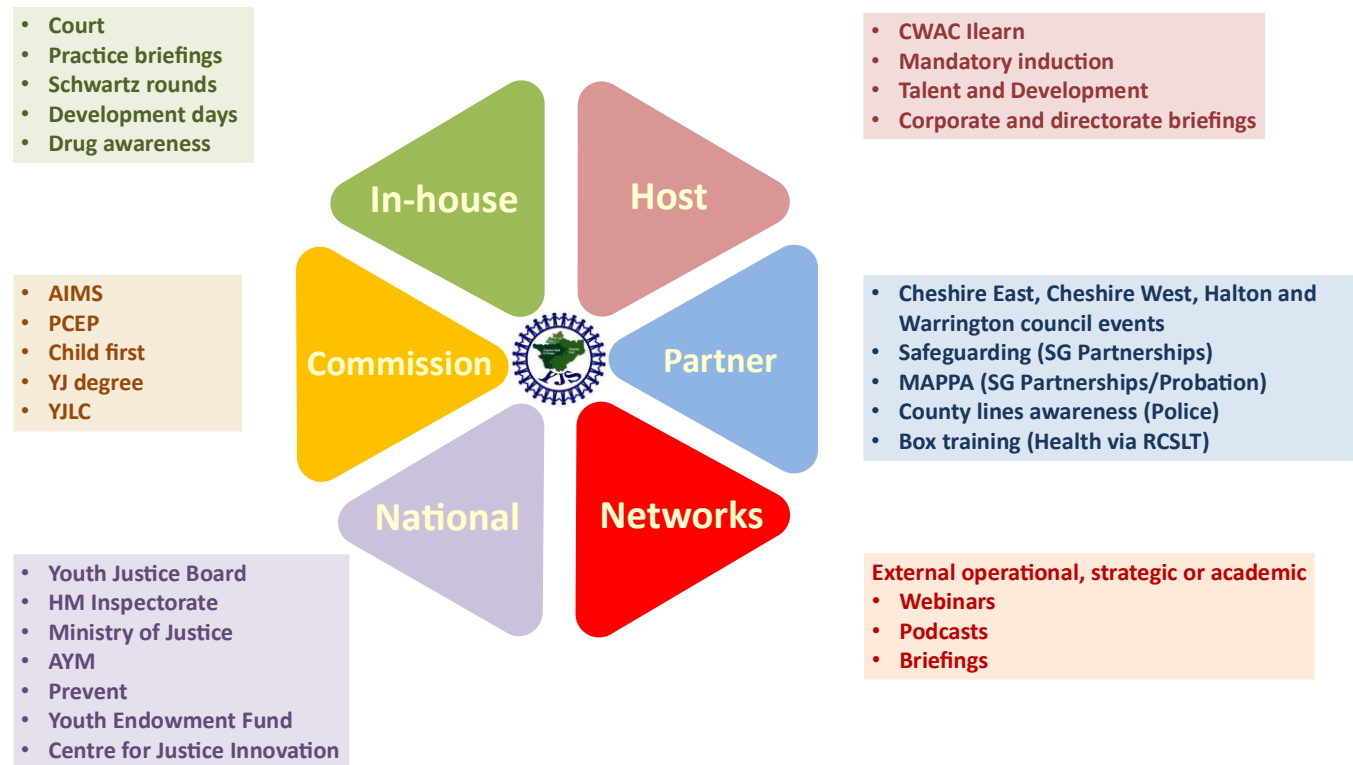 • Court
• Practice briefings
• Schwartz rounds
• Development days
• Drug awareness
• CWAC Ilearn
• Mandatory induction
• Talent and Development
• Corporate and directorate briefings
In-house
Host
• AIMS
• PCEP
• Child first
• YJ degree
• YJLC
Commission
YJS
Partner
• Cheshire East, Cheshire West, Halton and
Warrington council events
• Safeguarding (SG Partnerships)
• MAPPA (SG Partnerships/Probation)
• County lines awareness (Police)
• Box training (Health via RCSLT)
National
Networks
• Youth Justice Board
• HM Inspectorate
• Ministry of Justice
• AYM
• Prevent
• Youth Endowment Fund
• Centre for Justice Innovation
External operational, strategic or academic
• Webinars
• Podcasts
• Briefings